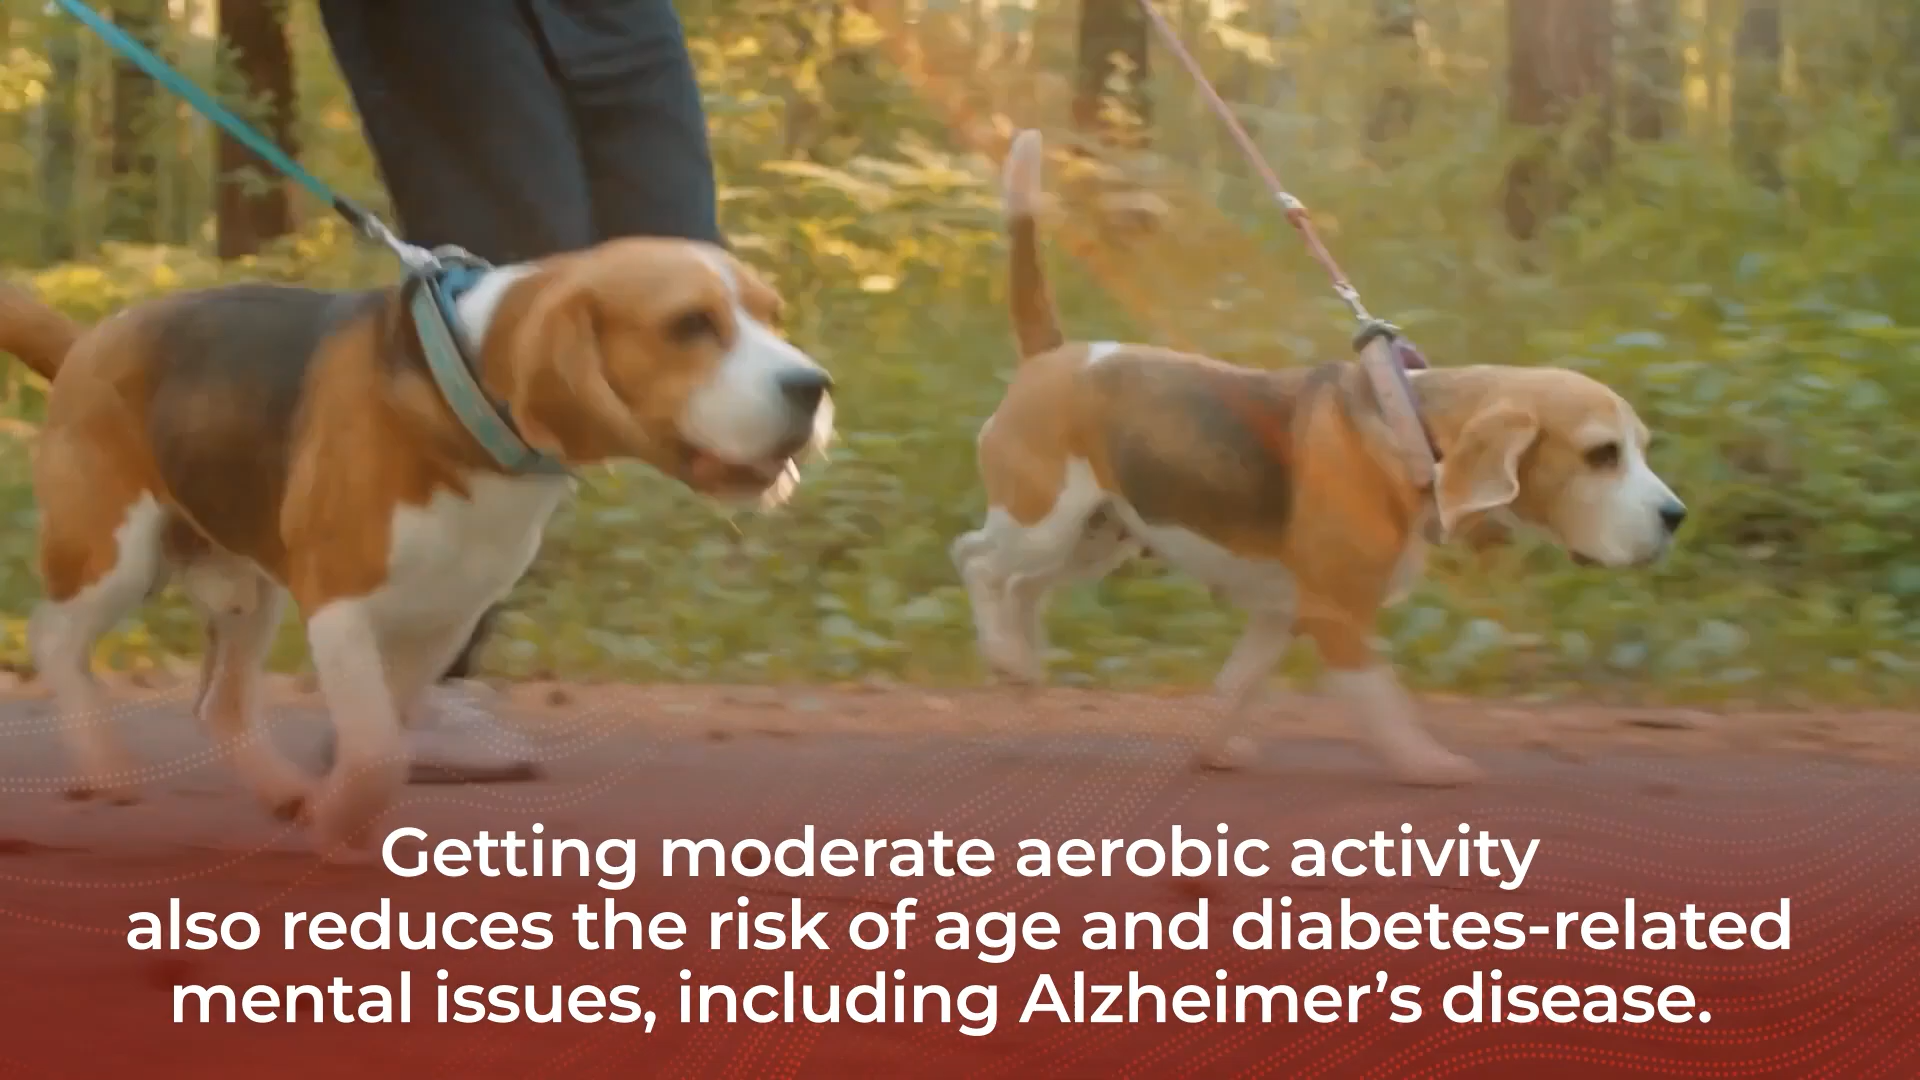 Getting moderate aerobic activity
also reduces the risk of age and diabetes-related
mental issues, including Alzheimer’s disease.